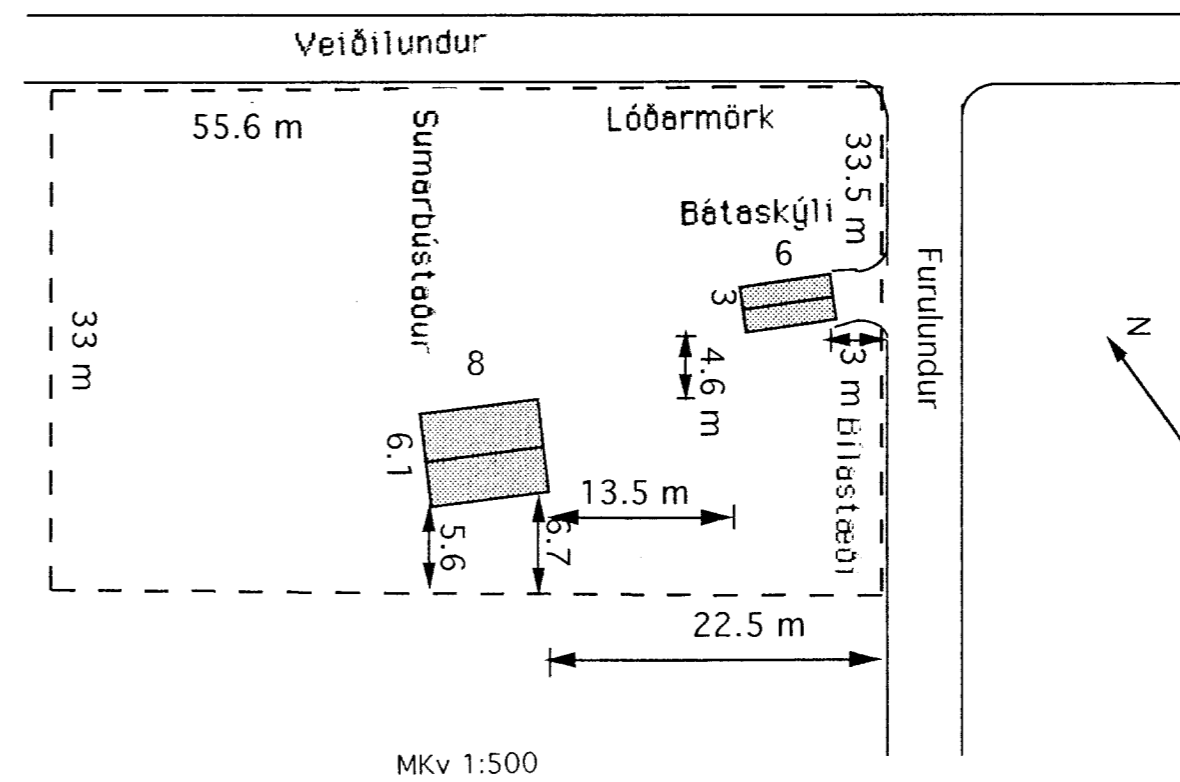 Veiðilundur
55.6 m
Sumarbústaður
Lóðarmörk
33.5 m
Bátaskýli
6
3
Furulundur
N
33 m
8
4.6 m
3 m Bílastæði
6.1
13.5 m
5.6
6.7
22.5 m
MKv 1:500